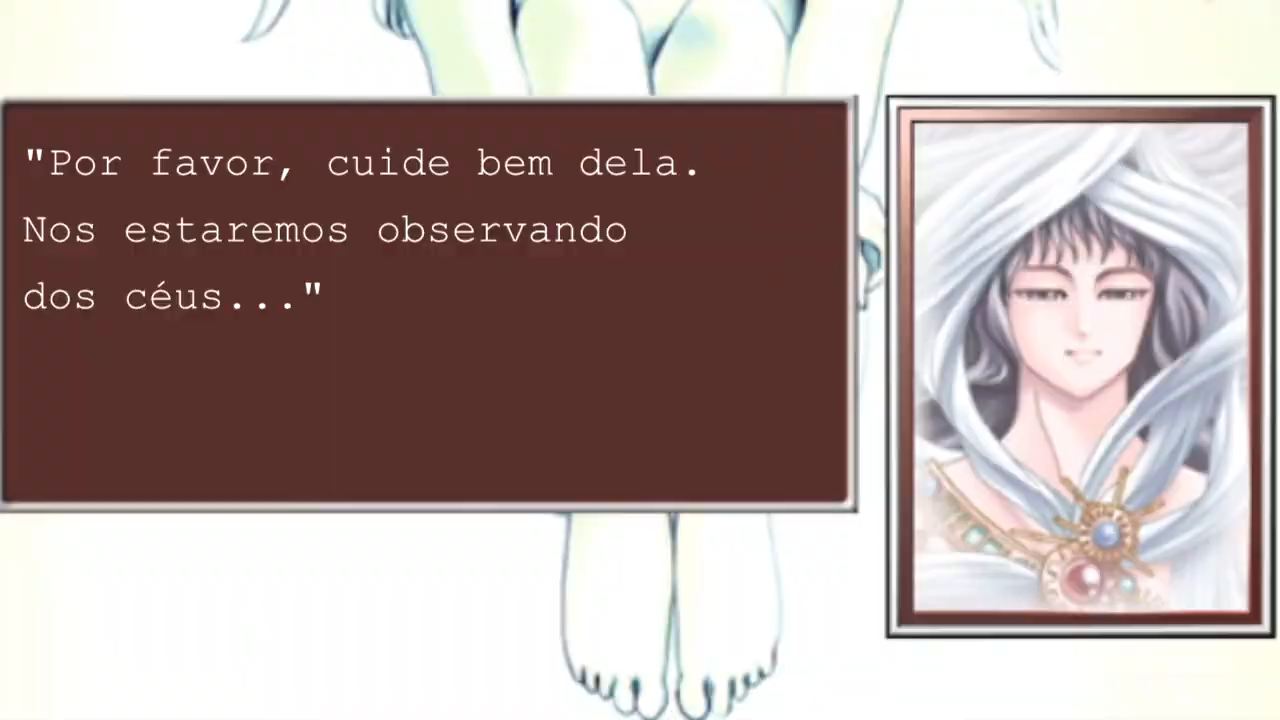 "Por favor, cuide bem dela.
Nos estaremos observando
dos céus..."